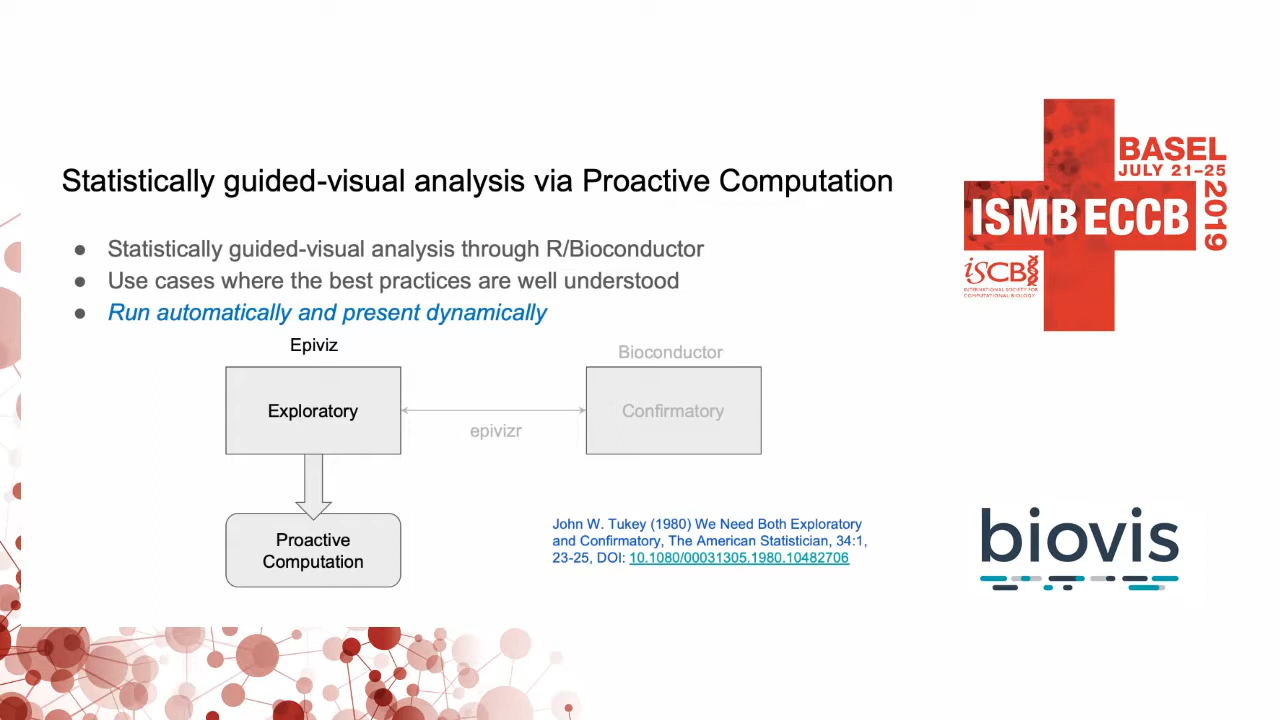 Statistically guided-visual analysis via Proactive Computation
● Statistically guided-visual analysis through R/Bioconductor
● Use cases where the best practices are well understood
● Run automatically and present dynamically
Epiviz
Bioconductor
Exploratory
Confirmatory
epivizr
Proactive
Computation
John W. Tukey (1980) We Need Both Exploratory
and Confirmatory, The American Statistician, 34:1,
23-25, DOI: 10.1080/00031305.1980.10482706
BASEL
JULY 21–25
2019
ISMB ECCB
ISCB
INTERNATIONAL SOCIETY FOR
COMPUTATIONAL BIOLOGY
biovis